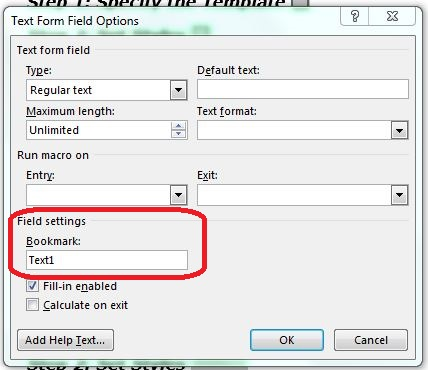 Step 1: Specify the Template
Text Form Field Options
Text form field
Type:
Default text:
Regular text
Maximum length:
Text format:
Unlimited
Run macro on
Entry:
Exit:
Field settings
Bookmark:
Text1
Fill-in enabled
Calculate on exit
Add Help Text...
OK
Cancel
Step 2: Set Styles